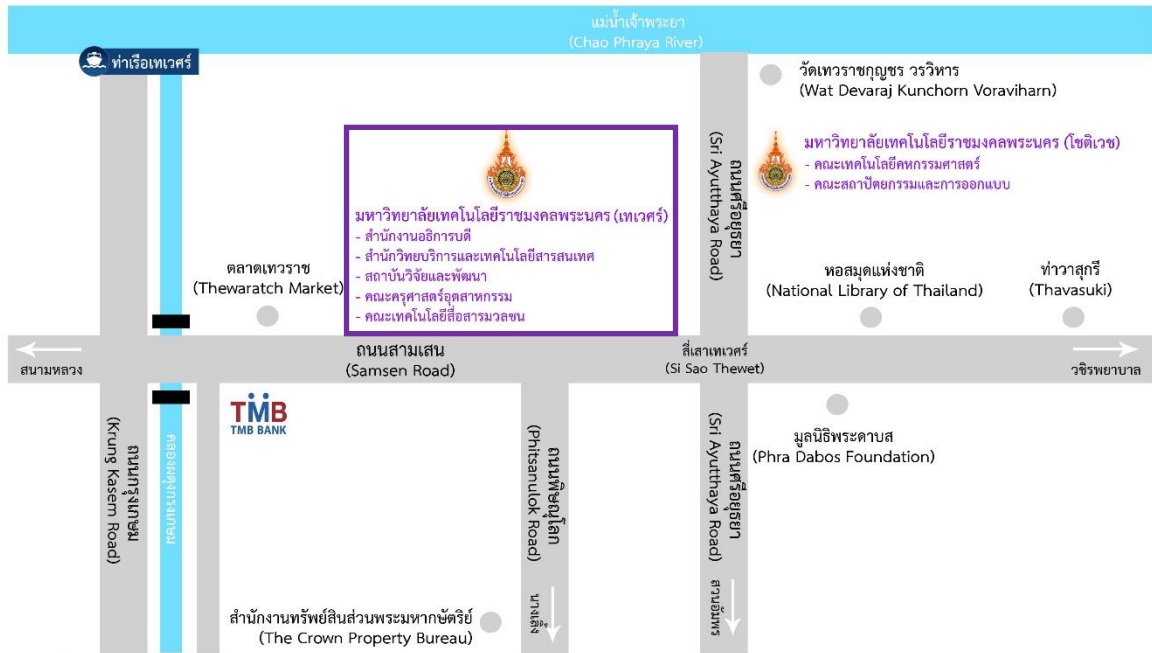 แม่น้ำเจ้าพระยา
(Chao Phraya River)
ท่าเรือเทเวศร์
วัดเทวราชกุญชร วรวิหาร
(Wat Devaraj Kunchorn Voraviharn)
ถนนศรีอยุธยา
(Sri Ayutthaya Road)
มหาวิทยาลัยเทคโนโลยีราชมงคลพระนคร (โชติเวช)
- คณะเทคโนโลยีคหกรรมศาสตร์
- คณะสถาปัตยกรรมและการออกแบบ
มหาวิทยาลัยเทคโนโลยีราชมงคลพระนคร (เทเวศร์)
- สำนักงานอธิการบดี
- สำนักวิทยบริการและเทคโนโลยีสารสนเทศ
- สถาบันวิจัยและพัฒนา
- คณะครุศาสตร์อุตสาหกรรม
- คณะเทคโนโลยีสื่อสารมวลชน
ตลาดเทวราช
(Thewaratch Market)
หอสมุดแห่งชาติ
(National Library of Thailand)
ท่าวาสุกรี
(Thavasuki)
สนามหลวง
ถนนสามเสน
(Samsen Road)
สี่เสาเทเวศร์
(Si Sao Thewet)
วชิรพยาบาล
ถนนกรุงเกษม
(Krung Kasem Road)
คลองผดุงกรุงเกษม
TMB
TMB BANK
ถนนพิษณุโลก
(Phitsanulok Road)
นางเลิ้ง
ถนนศรีอยุธยา
(Sri Ayutthaya Road)
สวนอัมพร
มูลนิธิพระดาบส
(Phra Dabos Foundation)
สำนักงานทรัพย์สินส่วนพระมหากษัตริย์
(The Crown Property Bureau)